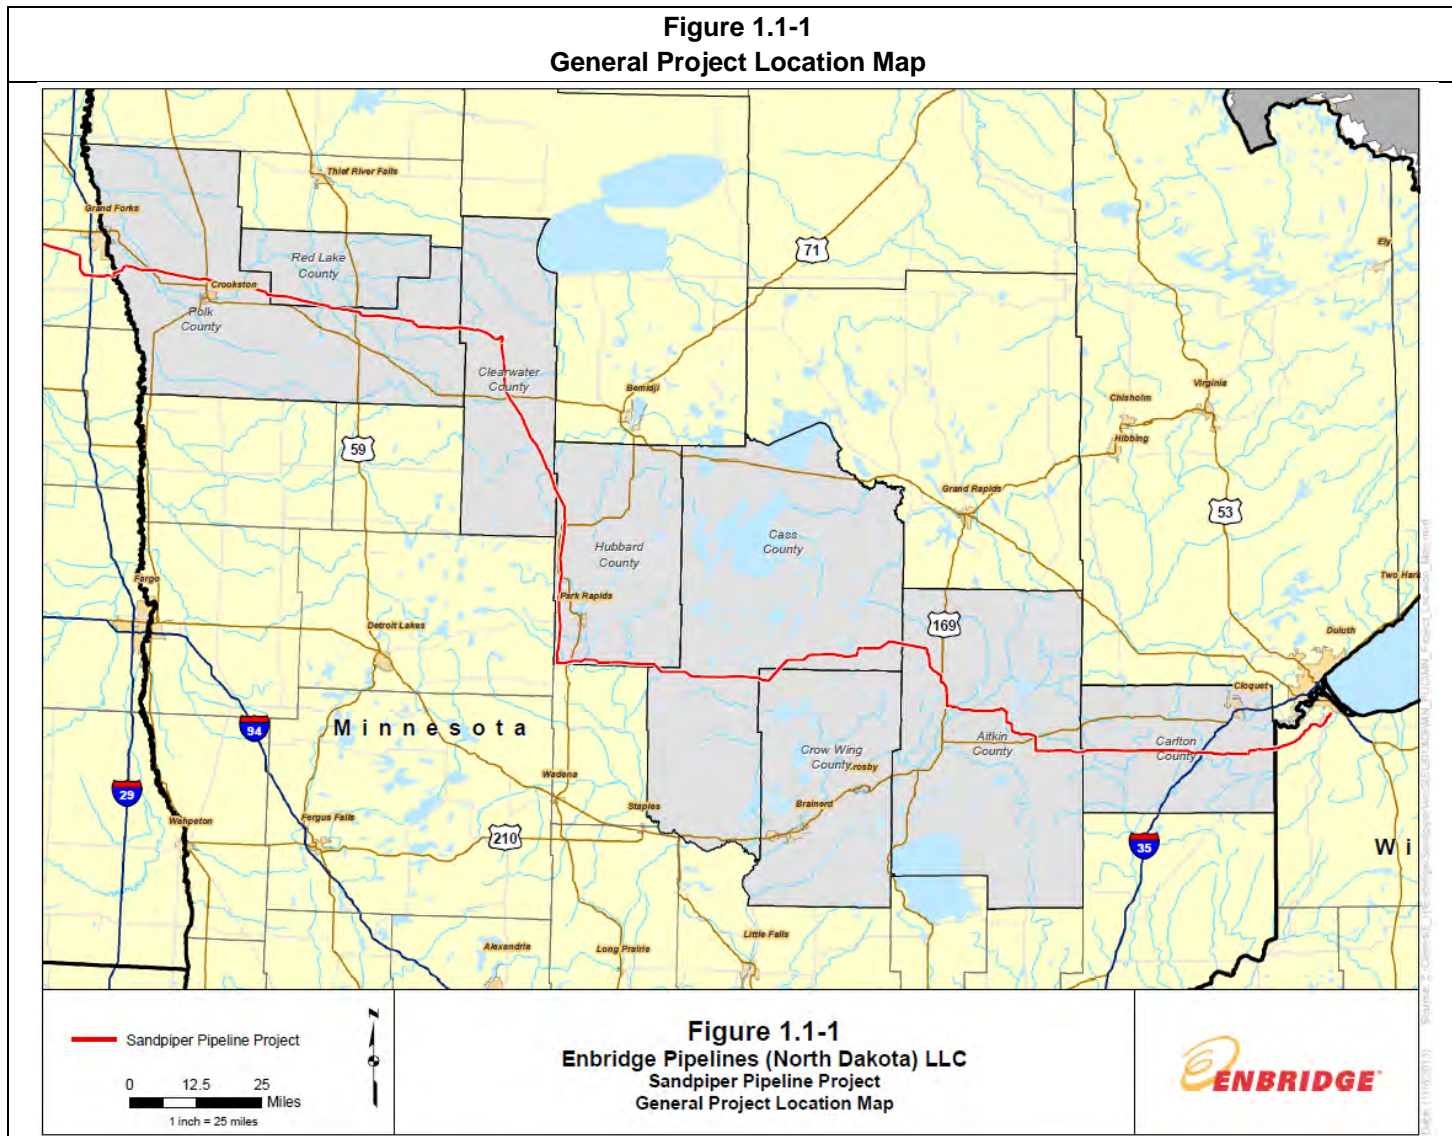 Figure 1.1-1
General Project Location Map
Thief River Falls
Grand Forks
Red Lake
County
71
Ely
Crookston
Polk
County
Clearwater
County
Bemidji
Virginia
Chisholm
Hibbing
59
Grand Rapids
53
Cass
County
Hubbard
County
Fargo
Park Rapids
Two Har
169
Detroit Lakes
Duluth
Cloquet
Minnesota
94
Aitkin
County
Carlton
County
Crow Wing
County
rosby
29
Wadena
Staples
Brainerd
Wahpeton
Fergus Falls
210
35
Wi
Alexandria
Long Prairie
Little Falls
N
Sandpiper Pipeline Project
0 12.5 25
Miles
1 inch = 25 miles
Figure 1.1-1
Enbridge Pipelines (North Dakota) LLC
Sandpiper Pipeline Project
General Project Location Map
ENBRIDGE